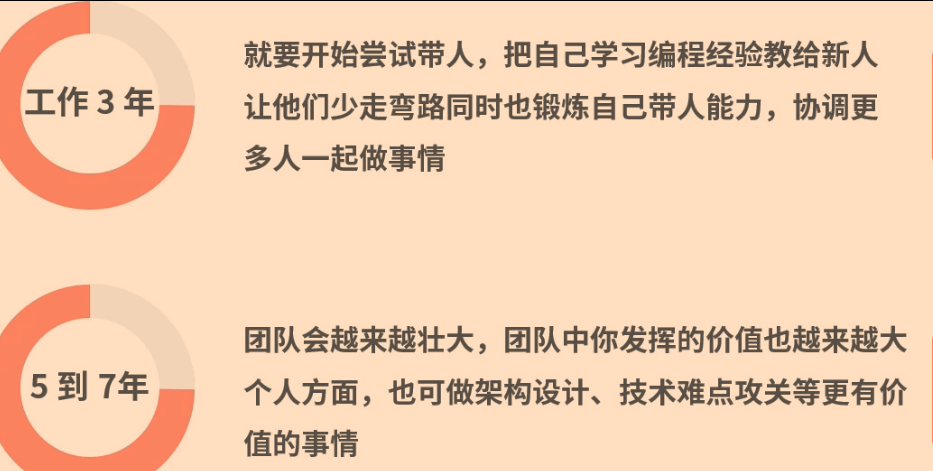 工作 3 年
就要开始尝试带人，把自己学习编程经验教给新人
让他们少走弯路同时也锻炼自己带人能力，协调更
多人一起做事情
5 到 7年
团队会越来越壮大，团队中你发挥的价值也越来越大
个人方面，也可做架构设计、技术难点攻关等更有价
值的事情